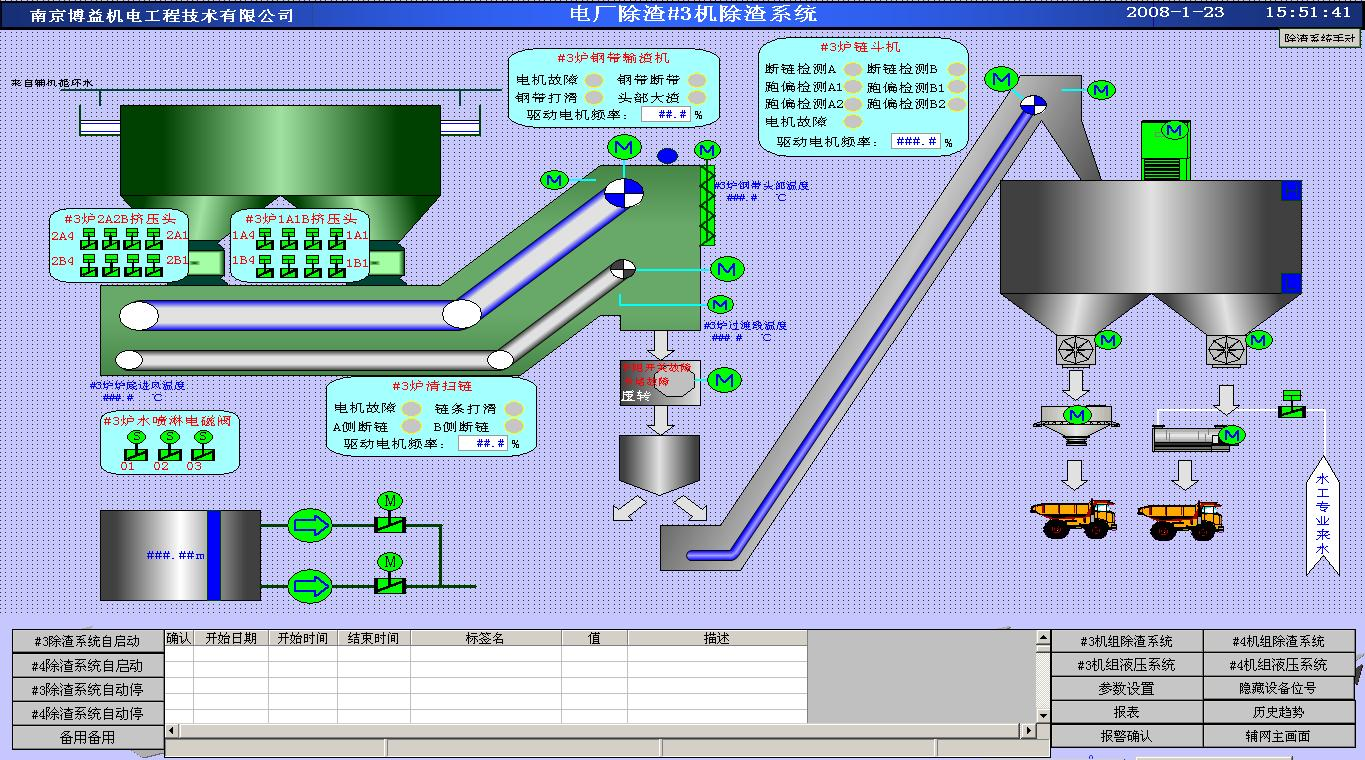 南京博益机电工程技术有限公司
电厂除渣#3机除渣系统
2008-1-23 15:51:41
除渣系统手动
来自辅机循环水
#3炉钢带输渣机
电机故障 钢带断带
钢带打滑 头部大渣
驱动电机频率: ##.# %
#3炉链斗机
断链检测A 断链检测B
跑偏检测A1 跑偏检测B1
跑偏检测A2 跑偏检测B2
电机故障
驱动电机频率: ###.# %
M
M
M
M
M
M
#3炉钢带头部温度
###.# ℃
#3炉2A2B挤压头
2A4 2A1
2B4 2B1
#3炉1A1B挤压头
1A4 1A1
1B4 1B1
M
M
#3炉过渡段温度
###.# ℃
M
M
M
#3炉炉底进风温度
###.# ℃
#3炉清扫链
电机故障 链条打滑
A侧断链 B侧断链
驱动电机频率: ##.# %
#3炉水喷淋电磁阀
S S S
01 02 03
M
M
水工专业来水
M
M
###.##m
#3除渣系统自启动
#4除渣系统自启动
#3除渣系统自动停
#4除渣系统自动停
备用备用
确认 开始日期 开始时间 结束时间 标签名 值 描述
#3机组除渣系统 #4机组除渣系统
#3机组液压系统 #4机组液压系统
参数设置 隐藏设备位号
报表 历史趋势
报警确认 辅网主画面